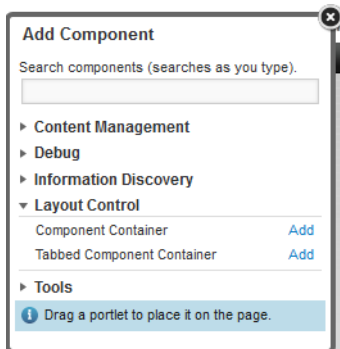 Add Component
Search components (searches as you type).
Content Management
Debug
Information Discovery
Layout Control
Component Container Add
Tabbed Component Container Add
Tools
Drag a portlet to place it on the page.